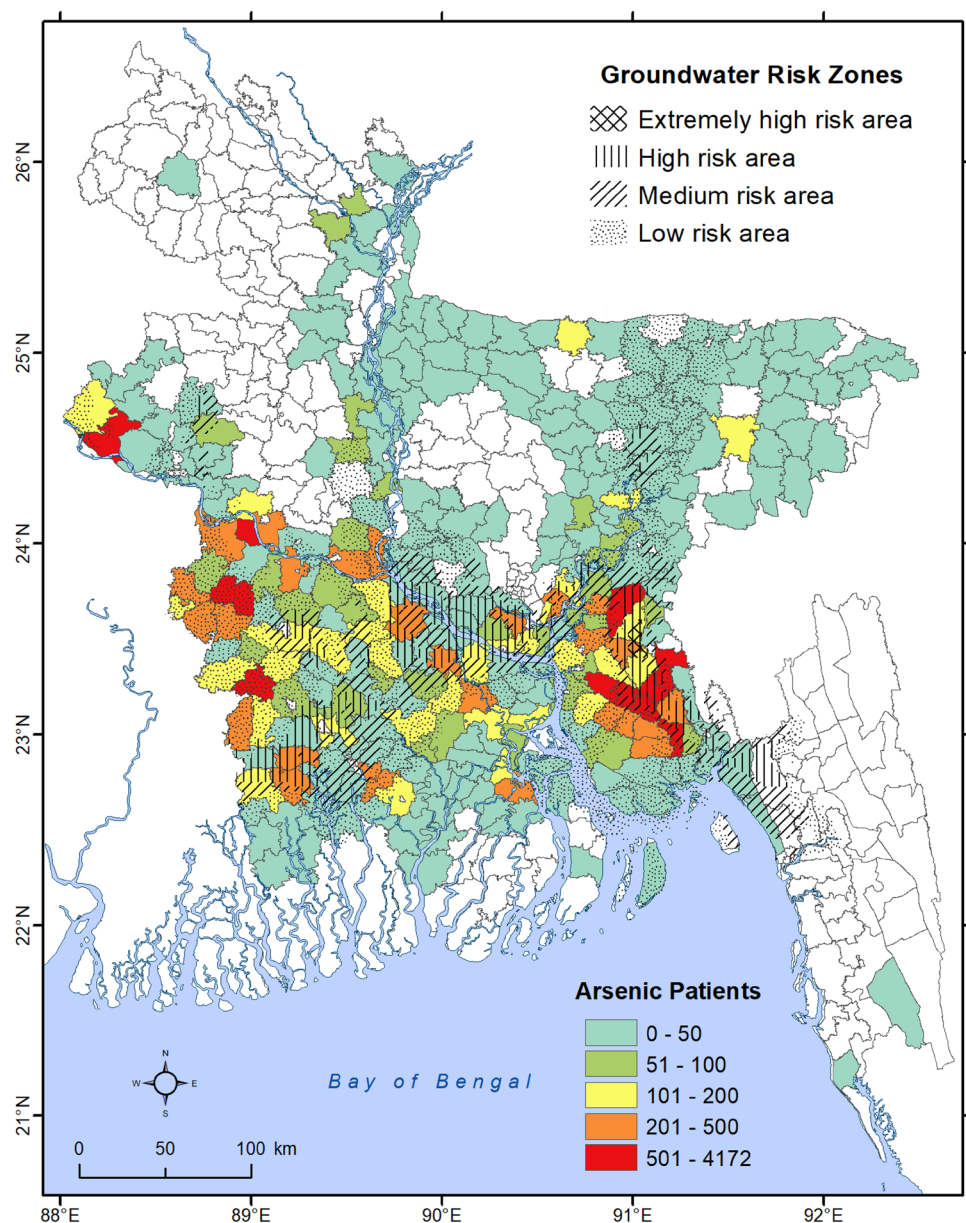 Groundwater Risk Zones
Extremely high risk area
High risk area
Medium risk area
Low risk area
26°N
25°N
24°N
23°N
22°N
21°N
Arsenic Patients
0 - 50
51 - 100
101 - 200
201 - 500
501 - 4172
N
W
E
S
Bay of Bengal
0 50 100 km
88°E 89°E 90°E 91°E 92°E